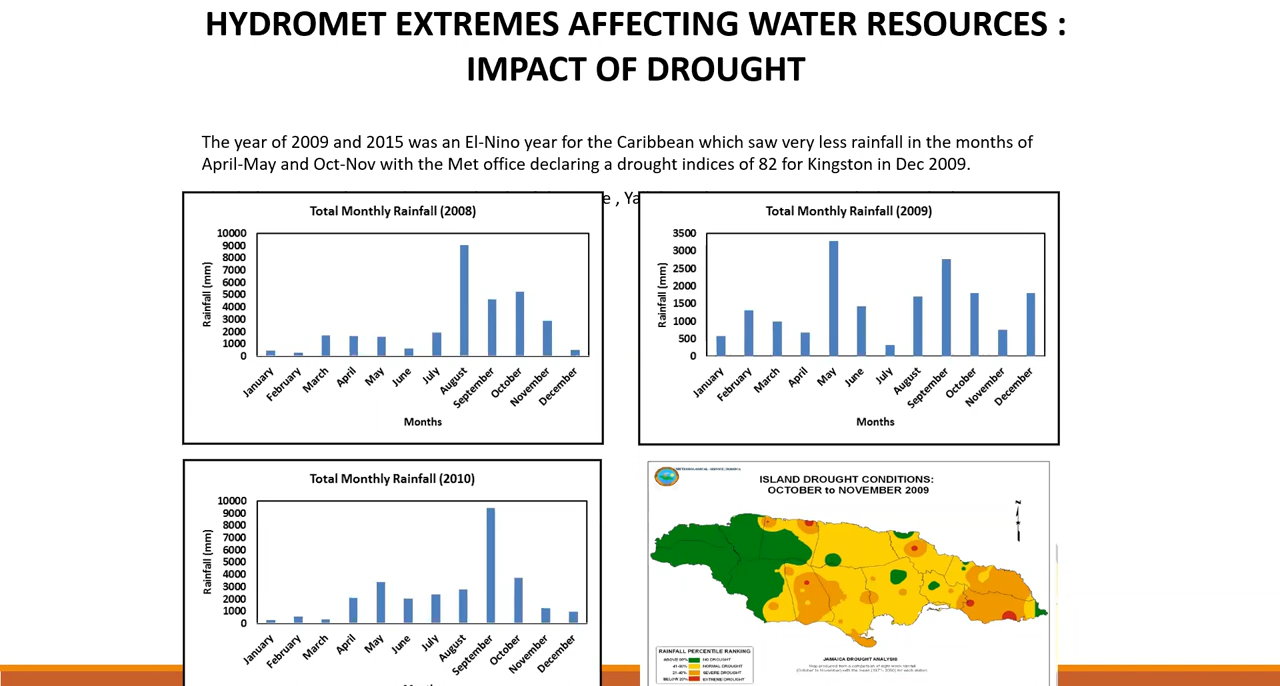 HYDROMET EXTREMES AFFECTING WATER RESOURCES :
IMPACT OF DROUGHT
The year of 2009 and 2015 was an El-Nino year for the Caribbean which saw very less rainfall in the months of
April-May and Oct-Nov with the Met office declaring a drought indices of 82 for Kingston in Dec 2009.
Total Monthly Rainfall (2008)
Rainfall (mm)
10000
9000
8000
7000
6000
5000
4000
3000
2000
1000
0
January
February
March
April
May
June
July
August
September
October
November
December
Months
Total Monthly Rainfall (2009)
Rainfall (mm)
3500
3000
2500
2000
1500
1000
500
0
January
February
March
April
May
June
July
August
September
October
November
December
Months
Total Monthly Rainfall (2010)
Rainfall (mm)
10000
9000
8000
7000
6000
5000
4000
3000
2000
1000
0
January
February
March
April
May
June
July
August
September
October
November
December
ISLAND DROUGHT CONDITIONS:
OCTOBER to NOVEMBER 2009
N
RAINFALL PERCENTILE RANKING
NO DROUGHT
NORMAL DROUGHT
SEVERE DROUGHT
EXTREME DROUGHT
JAMAICA DROUGHT ANALYSIS